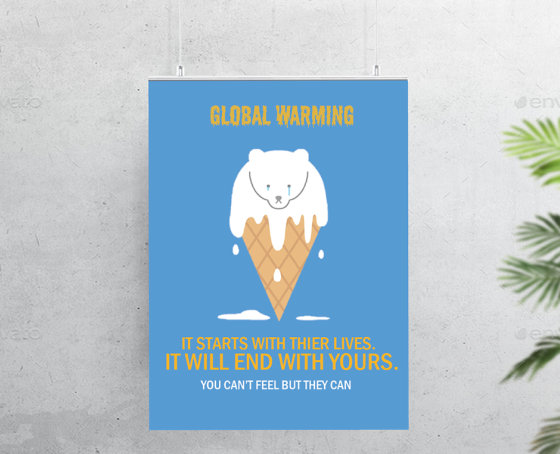 GLOBAL WARMING
IT STARTS WITH THIER LIVES.
IT WILL END WITH YOURS.
YOU CAN'T FEEL BUT THEY CAN